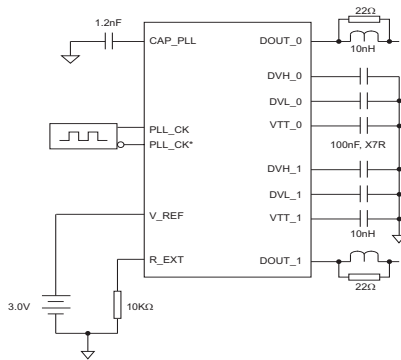 22Ω
1.2nF
CAP_PLL
DOUT_0
10nH
DVH_0
DVL_0
PLL_CK
VTT_0
PLL_CK*
100nF, X7R
DVH_1
DVL_1
V_REF
VTT_1
10nH
R_EXT
DOUT_1
22Ω
3.0V
10KΩ